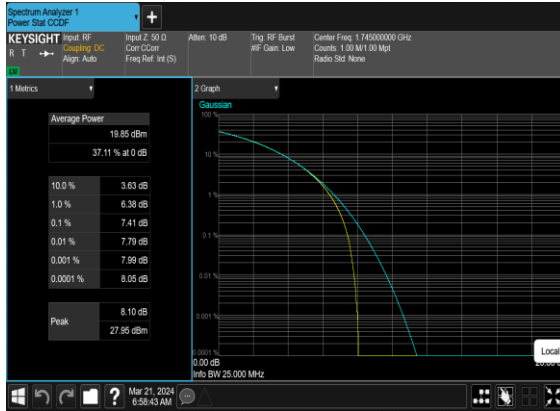 Spectrum Analyzer 1
Power Stat CCDF
KEYSIGHT
R T
LU
Input: RF
Coupling: DC
Align: Auto
Input Z: 50 Ω
Corr CCorr
Freq Ref: Int (S)
Atten: 10 dB
Trig: RF Burst
#IF Gain: Low
Center Freq: 1.745000000 GHz
Counts: 1.00 M/1.00 Mpt
Radio Std: None
1 Metrics
Average Power
19.85 dBm
37.11 % at 0 dB
10.0 % 3.63 dB
1.0 % 6.38 dB
0.1 % 7.41 dB
0.01 % 7.79 dB
0.001 % 7.99 dB
0.0001 % 8.05 dB
Peak
8.10 dB
27.95 dBm
2 Graph
Gaussian
100 %
10 %
1 %
0.1 %
0.01 %
0.001 %
0.0001 %
0.00 dB
Info BW 25.000 MHz
Local
Mar 21, 2024
6:58:43 AM